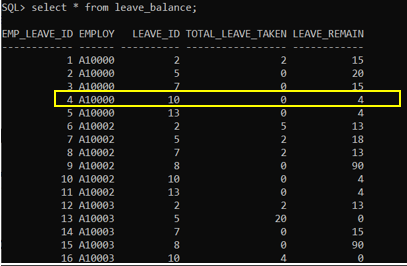 SQL> select * from leave_balance;
EMP_LEAVE_ID EMPLOY LEAVE_ID TOTAL_LEAVE_TAKEN LEAVE_REMAIN
------------ ------ ---------- ----------------- ------------
1 A10000 2 2 15
2 A10000 5 0 20
3 A10000 7 0 15
4 A10000 10 0 4
5 A10000 13 0 4
6 A10002 2 5 13
7 A10002 5 2 18
8 A10002 7 2 13
9 A10002 8 0 90
10 A10002 10 0 4
11 A10002 13 0 4
12 A10003 2 2 13
13 A10003 5 20 0
14 A10003 7 0 15
15 A10003 8 0 90
16 A10003 10 4 0